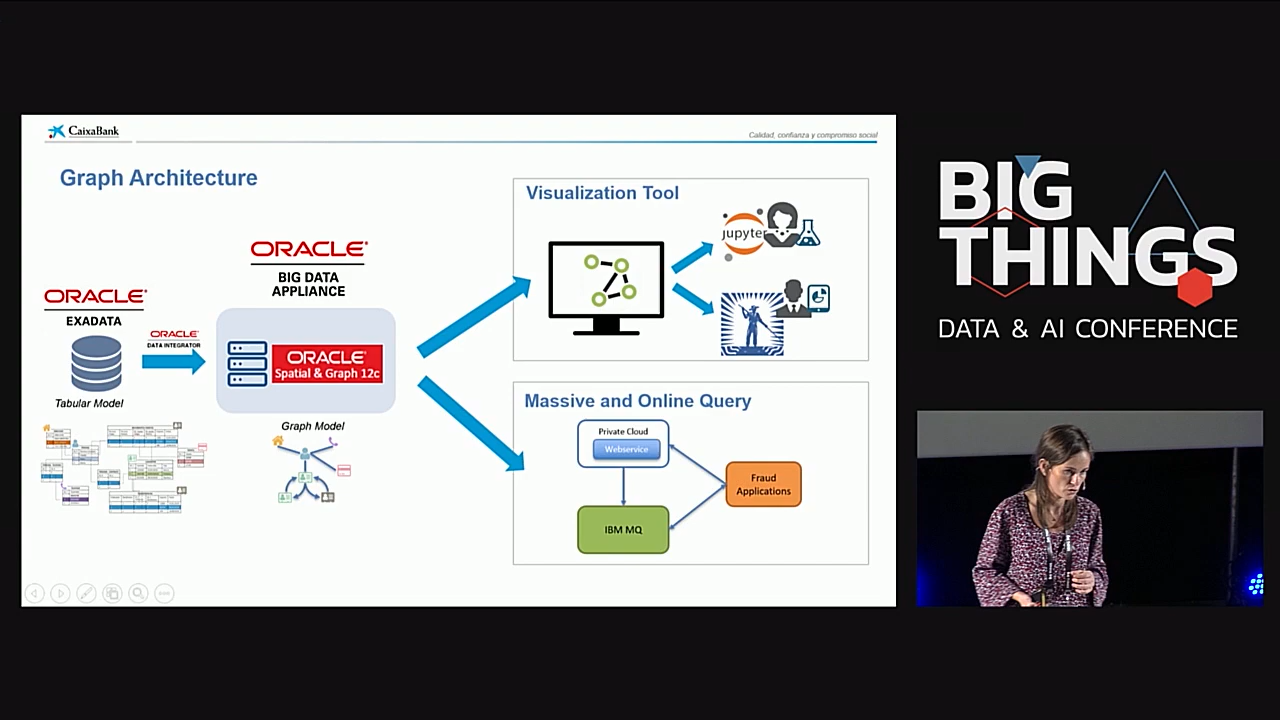 CaixaBank
Calidad, confianza y compromiso social
Graph Architecture
ORACLE
EXADATA
Tabular Model
ORACLE
DATA INTEGRATOR
ORACLE
BIG DATA
APPLIANCE
ORACLE
Spatial & Graph 12c
Graph Model
Visualization Tool
jupyter
Massive and Online Query
Private Cloud
Webservice
IBM MQ
Fraud
Applications
BIG
THINGS
DATA & AI CONFERENCE